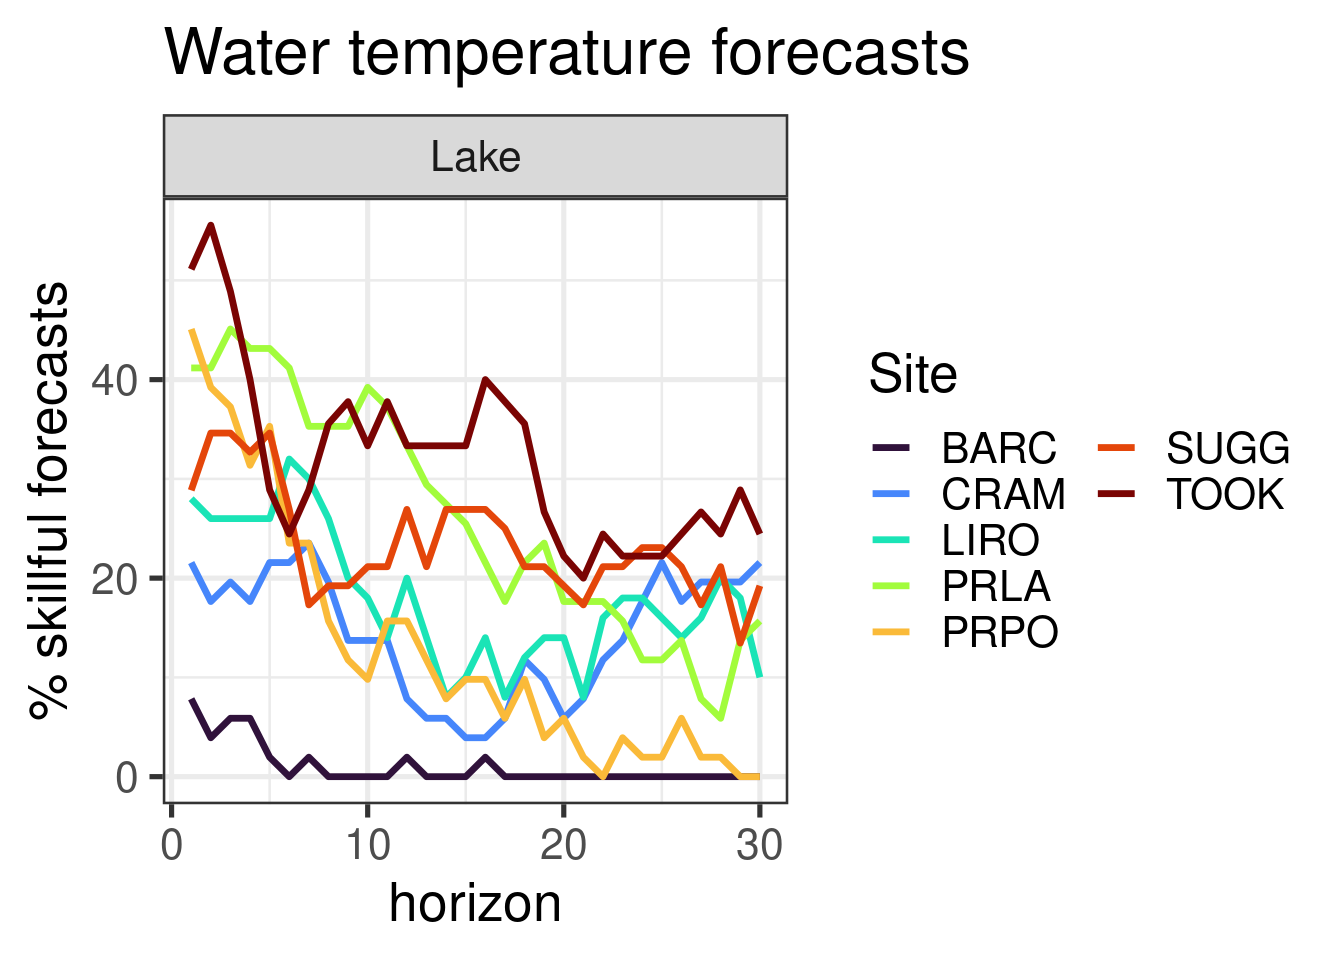 Water temperature forecasts
Lake
% skillful forecasts
40
20
0
0 10 20 30
horizon
Site
BARC SUGG
CRAM TOOK
LIRO
PRLA
PRPO